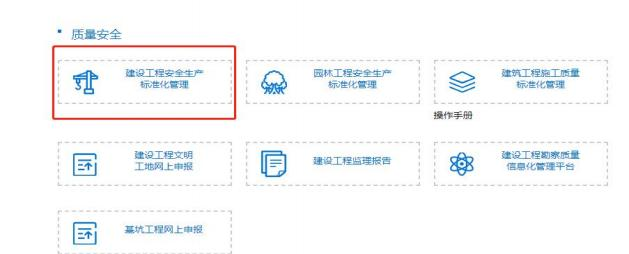 质量安全
建设工程安全生产
标准化管理
园林工程安全生产
标准化管理
建筑工程施工质量
标准化管理
操作手册
建设工程文明
工地网上申报
建设工程监理报告
建设工程勘察质量
信息化管理平台
基坑工程网上申报